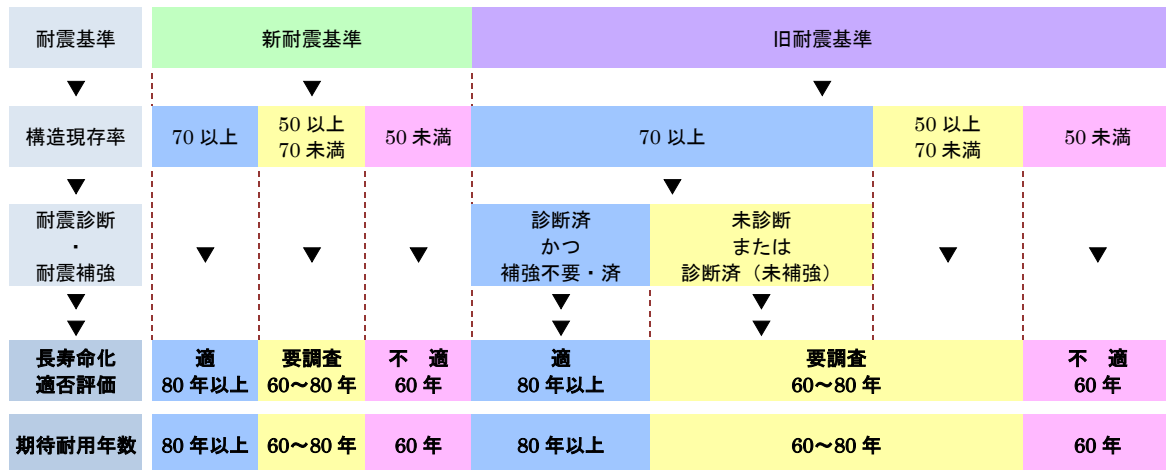 耐震基準
新耐震基準
旧耐震基準
▼ ▼ ▼
構造現存率
70 以上
50 以上
70 未満
50 未満
70 以上
50 以上
70 未満
50 未満
▼ ▼
耐震診断
・
耐震補強
▼ ▼ ▼
診断済
かつ
補強不要・済
未診断
または
診断済（未補強）
▼ ▼
▼ ▼ ▼
▼ ▼ ▼
長寿命化
適否評価
適
80 年以上
要調査
60～80 年
不　適
60 年
適
80 年以上
要調査
60～80 年
不　適
60 年
期待耐用年数
80 年以上
60～80 年
60 年
80 年以上
60～80 年
60 年